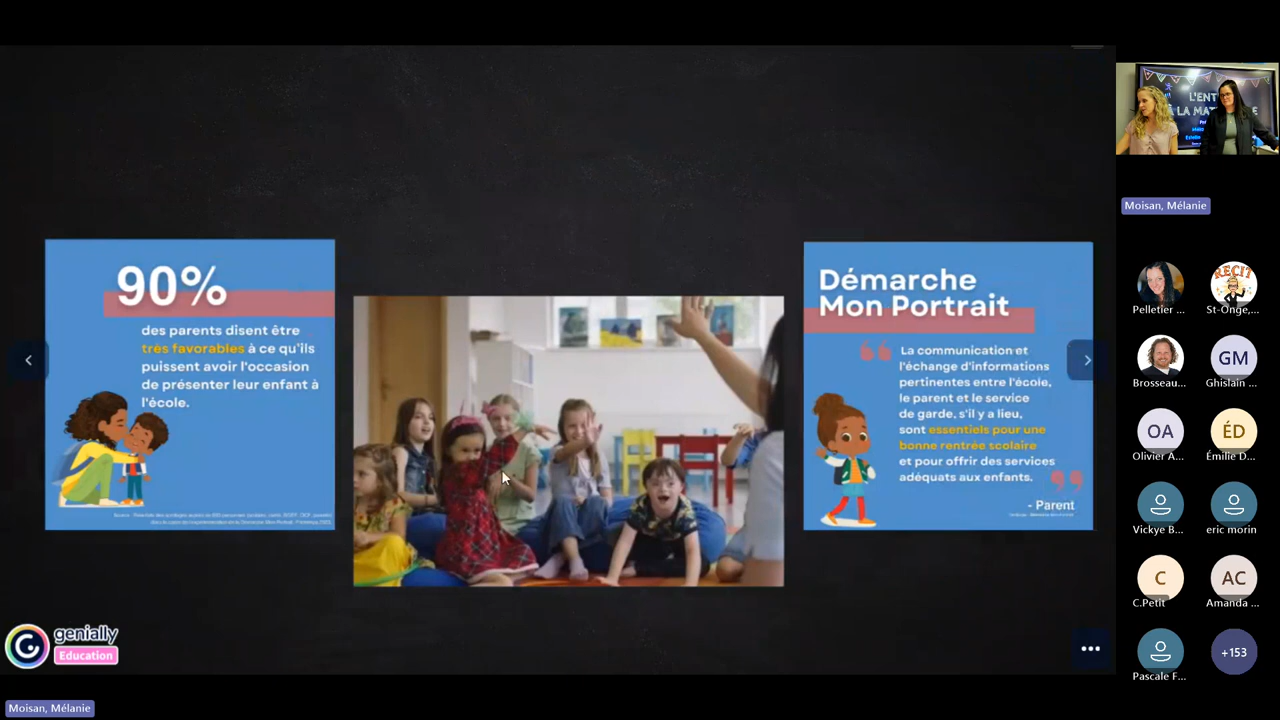 90%
des parents disent être
très favorables à ce qu'ils
puissent avoir l'occasion
de présenter leur enfant à
l'école.
Démarche
Mon Portrait
La communication et
l'échange d'informations
pertinentes entre l'école,
le parent et le service
de garde, s'il y a lieu,
sont essentiels pour une
bonne rentrée scolaire
et pour offrir des services
adéquats aux enfants.
- Parent
genially
Education
Moisan, Mélanie
L'ENT
À LA MAT
Moisan, Mélanie
Pelletier ...
RÉCIT
St-Onge,...
Brosseau...
GM
Ghislain ...
OA
Olivier A...
ÉD
Émilie D...
Vickye B...
eric morin
C
C.Petit
AC
Amanda ...
Pascale F...
+153